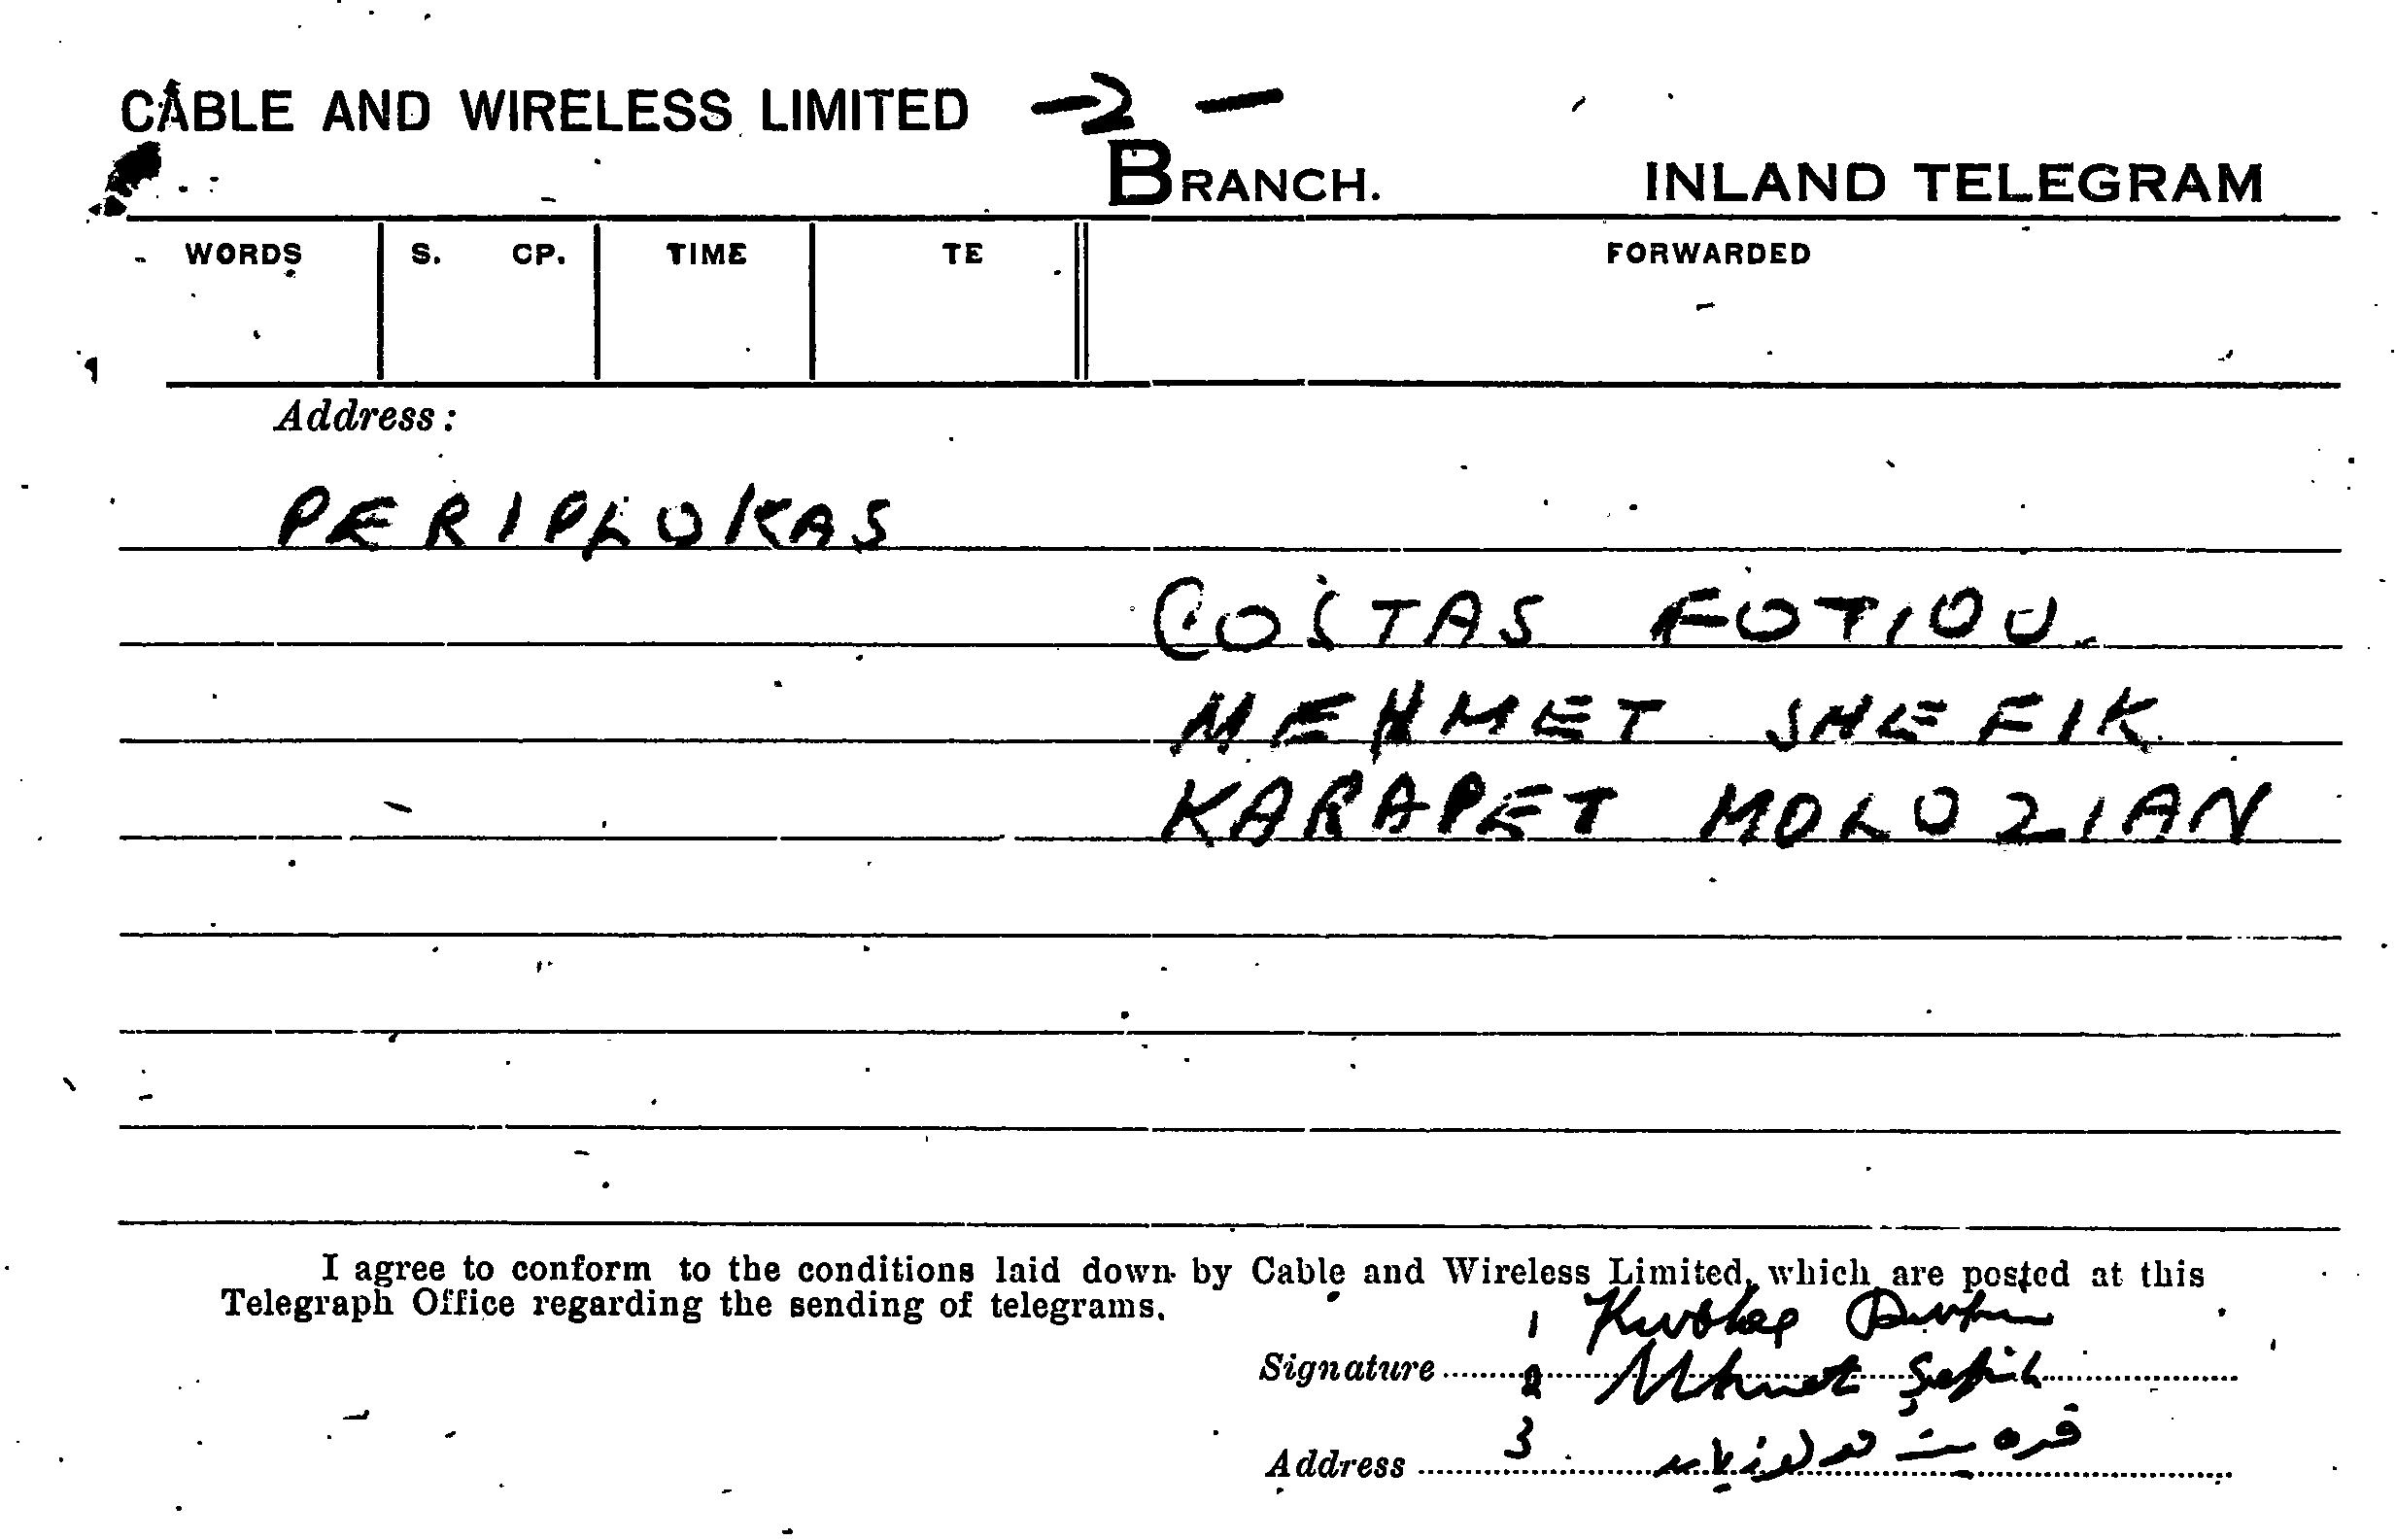 CABLE AND WIRELESS LIMITED -2-
BRANCH. INLAND TELEGRAM
WORDS S. CP. TIME TE FORWARDED
Address:
PERIPLOKAS
COSTAS FOTIOU.
MEHMET SHEFIK
KARAPET MOLOZIAN
I agree to conform to the conditions laid down by Cable and Wireless Limited, which are posted at this
Telegraph Office regarding the sending of telegrams.
1
Signature 2 Mehmet Şefik
Address 3